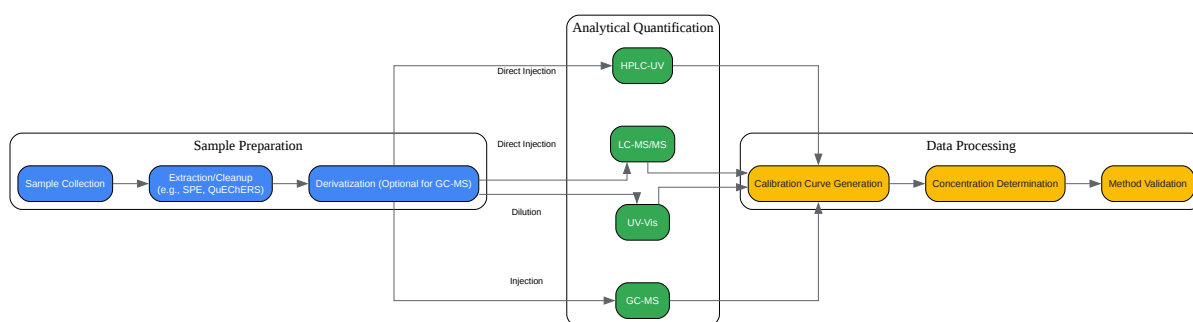 Analytical Quantification
HPLC-UV
Direct Injection
Sample Preparation
Direct Injection
LC-MS/MS
Data Processing
Sample Collection
Extraction/Cleanup
(e.g., SPE, QuEChERS)
Derivatization (Optional for GC-MS)
Calibration Curve Generation
Concentration Determination
Method Validation
Dilution
UV-Vis
Injection
GC-MS